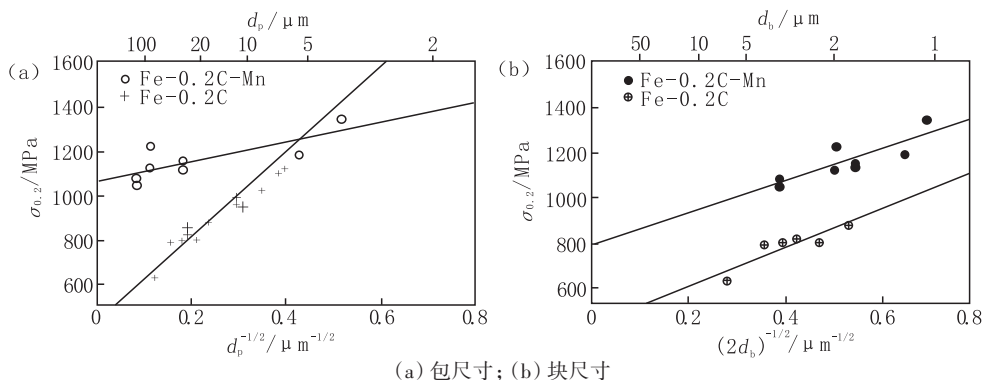 d_p/μm
100 20 10 5 2
(a)
1600
1400
1200
1000
800
600
σ_0.2/MPa
Fe-0.2C-Mn
Fe-0.2C
0 0.2 0.4 0.6 0.8
d_p^-1/2/μm^-1/2
d_b/μm
50 10 5 2 1
(b)
1600
1400
1200
1000
800
600
σ_0.2/MPa
Fe-0.2C-Mn
Fe-0.2C
0 0.2 0.4 0.6 0.8
(2d_b)^-1/2/μm^-1/2
(a) 包尺寸; (b) 块尺寸